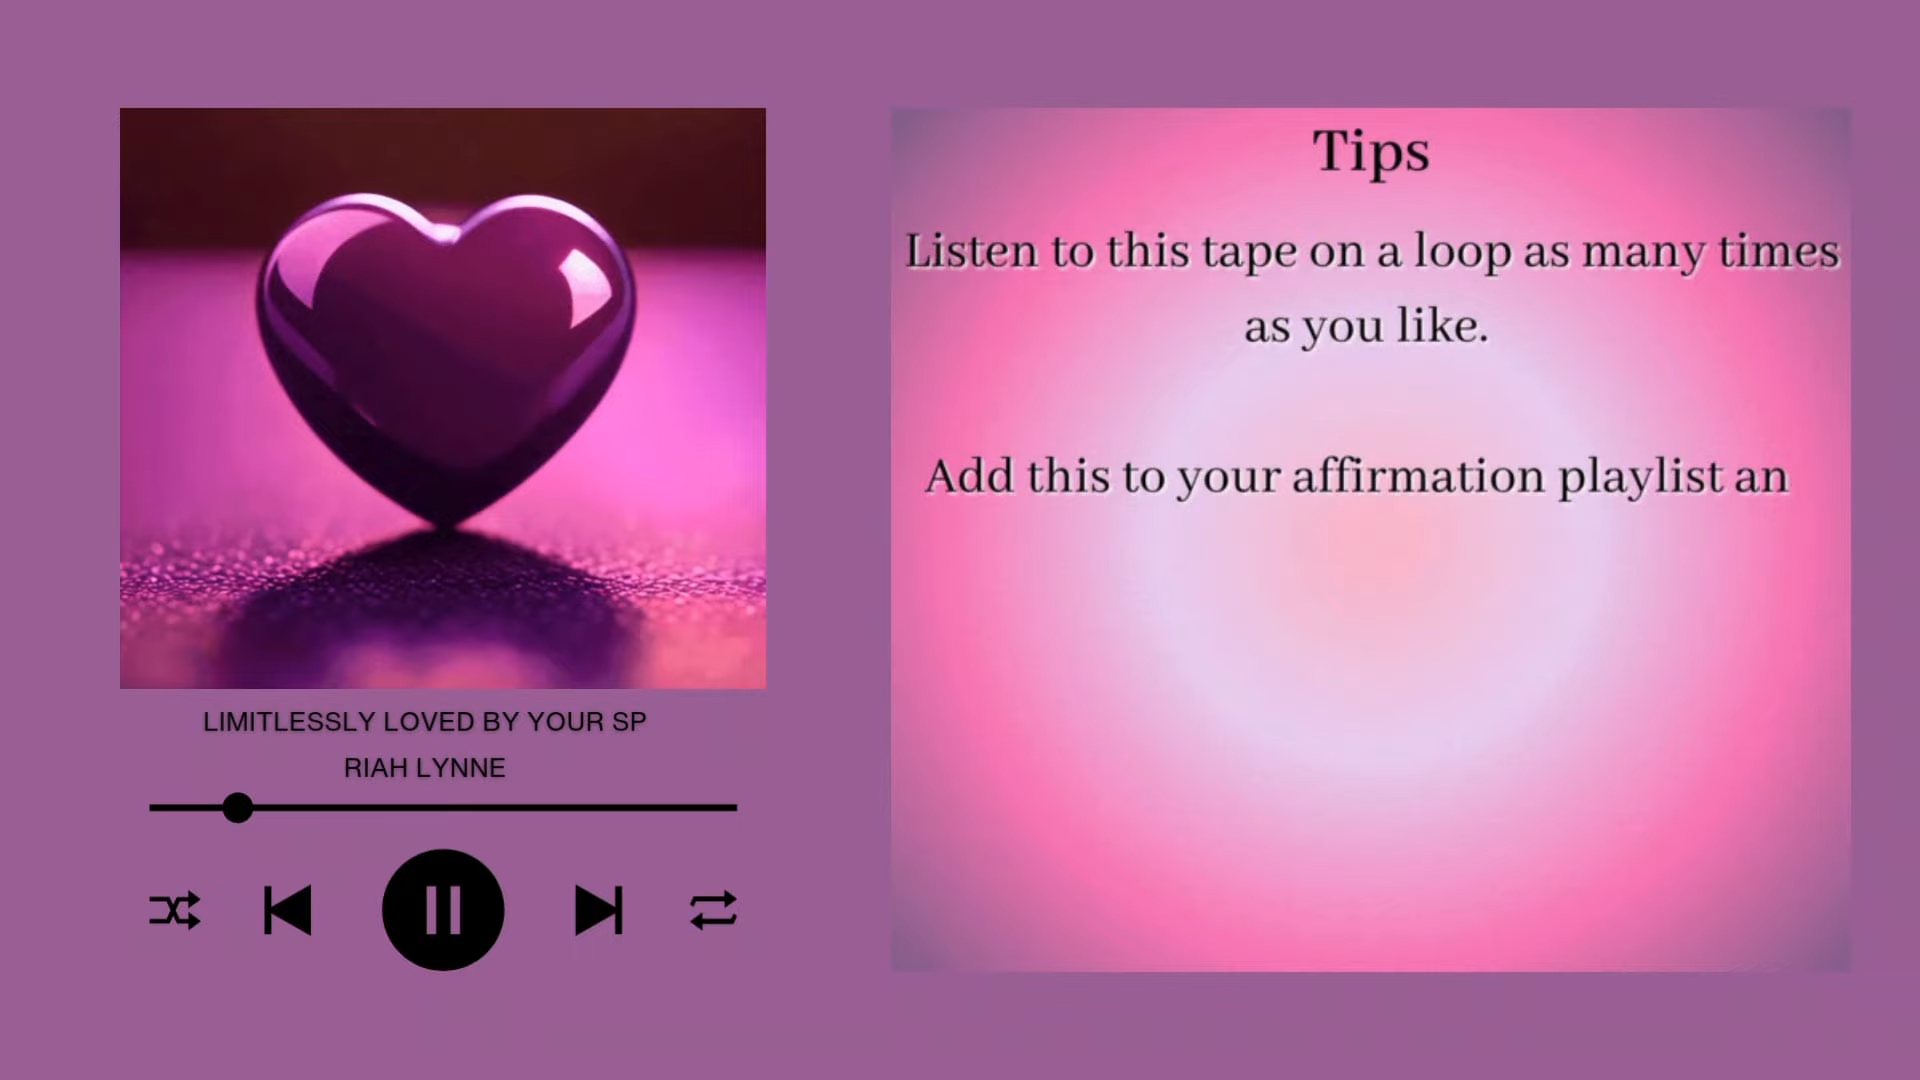 LIMITLESSLY LOVED BY YOUR SP
RIAH LYNNE
Tips
Listen to this tape on a loop as many times
as you like.
Add this to your affirmation playlist an